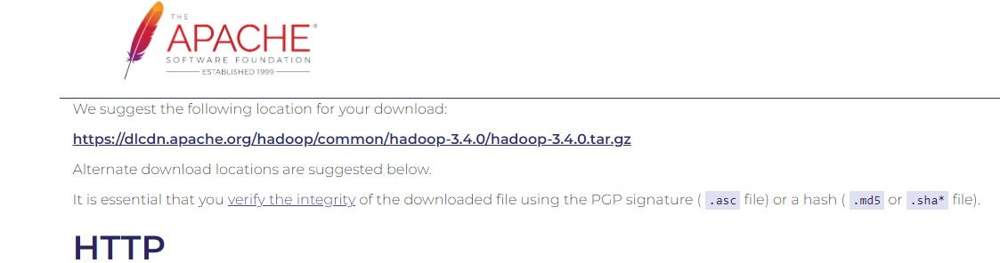 THE
APACHE®
SOFTWARE FOUNDATION
ESTABLISHED 1999
We suggest the following location for your download:
https://dlcdn.apache.org/hadoop/common/hadoop-3.4.0/hadoop-3.4.0.tar.gz
Alternate download locations are suggested below.
It is essential that you verify the integrity of the downloaded file using the PGP signature ( .asc file) or a hash ( .md5 or .sha* file).
HTTP